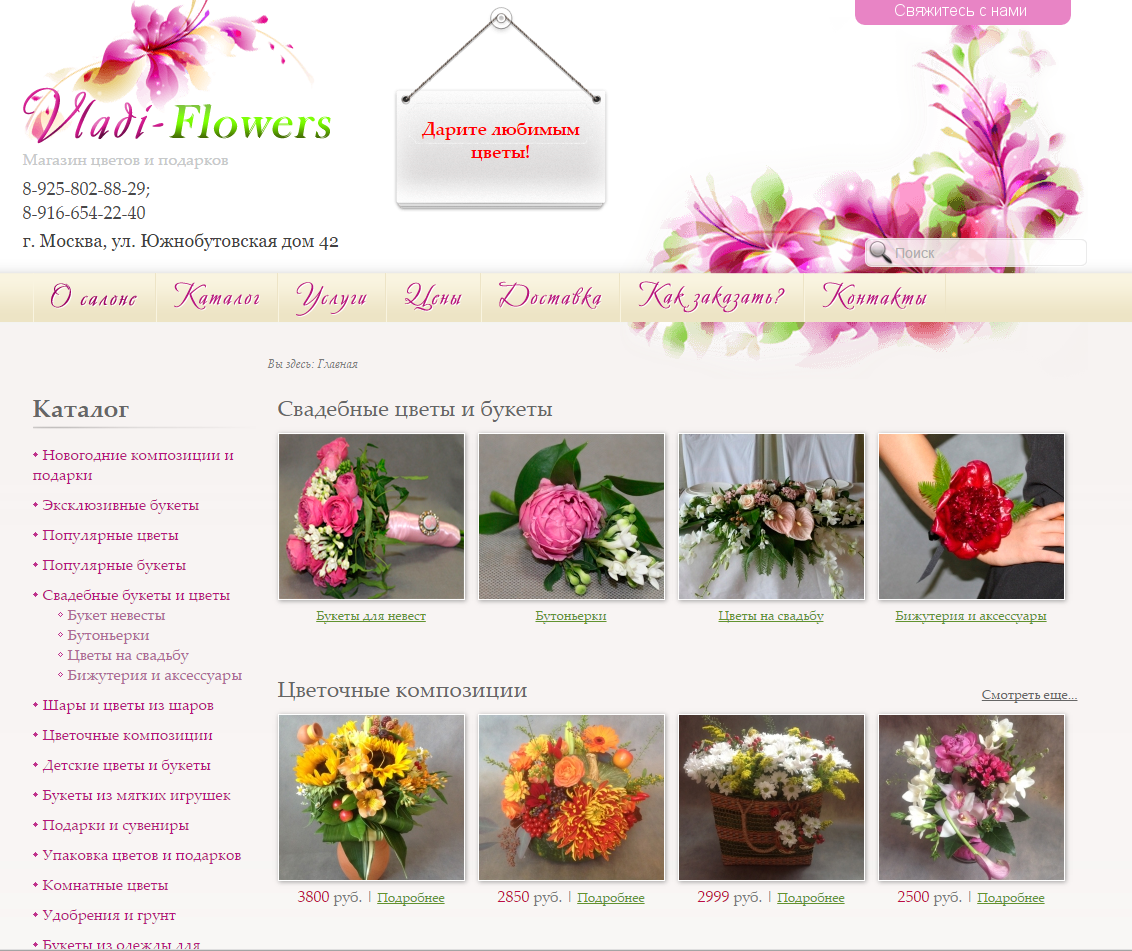 Свяжитесь с нами
Vladi-Flowers
Магазин цветов и подарков
8-925-802-88-29;
8-916-654-22-40
г. Москва, ул. Южнобутовская дом 42
Дарите любимым
цветы!
Поиск
О салоне Каталог Услуги Цены Доставка Как заказать? Контакты
Вы здесь: Главная
Каталог
Новогодние композиции и
подарки
Эксклюзивные букеты
Популярные цветы
Популярные букеты
Свадебные букеты и цветы
Букет невесты
Бутоньерки
Цветы на свадьбу
Бижутерия и аксессуары
Шары и цветы из шаров
Цветочные композиции
Детские цветы и букеты
Букеты из мягких игрушек
Подарки и сувениры
Упаковка цветов и подарков
Комнатные цветы
Удобрения и грунт
Букеты из одежды для
Свадебные цветы и букеты
Букеты для невест Бутоньерки Цветы на свадьбу Бижутерия и аксессуары
Цветочные композиции
Смотреть еще...
3800 руб. | Подробнее 2850 руб. | Подробнее 2999 руб. | Подробнее 2500 руб. | Подробнее